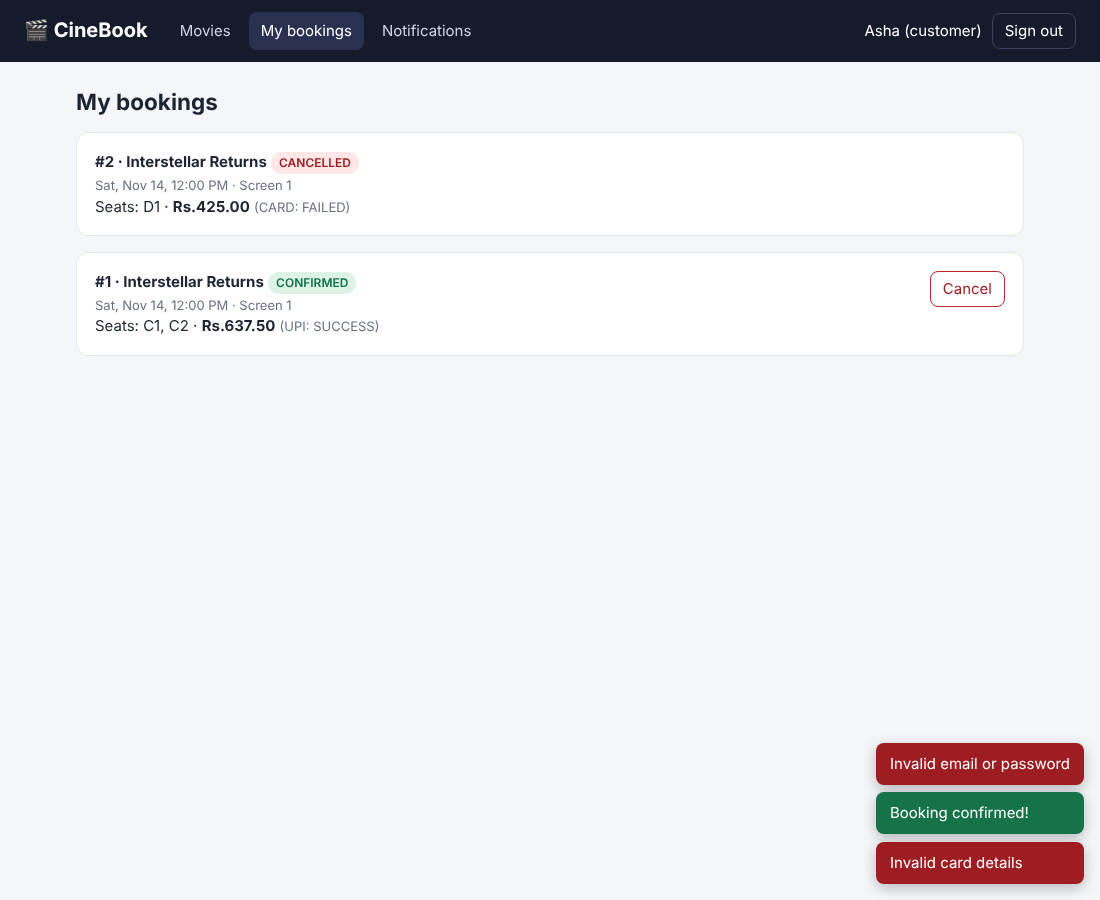 🎬 CineBook Movies My bookings Notifications Asha (customer) Sign out
My bookings
#2 · Interstellar Returns CANCELLED
Sat, Nov 14, 12:00 PM · Screen 1
Seats: D1 · Rs.425.00 (CARD: FAILED)
#1 · Interstellar Returns CONFIRMED
Cancel
Sat, Nov 14, 12:00 PM · Screen 1
Seats: C1, C2 · Rs.637.50 (UPI: SUCCESS)
Invalid email or password
Booking confirmed!
Invalid card details